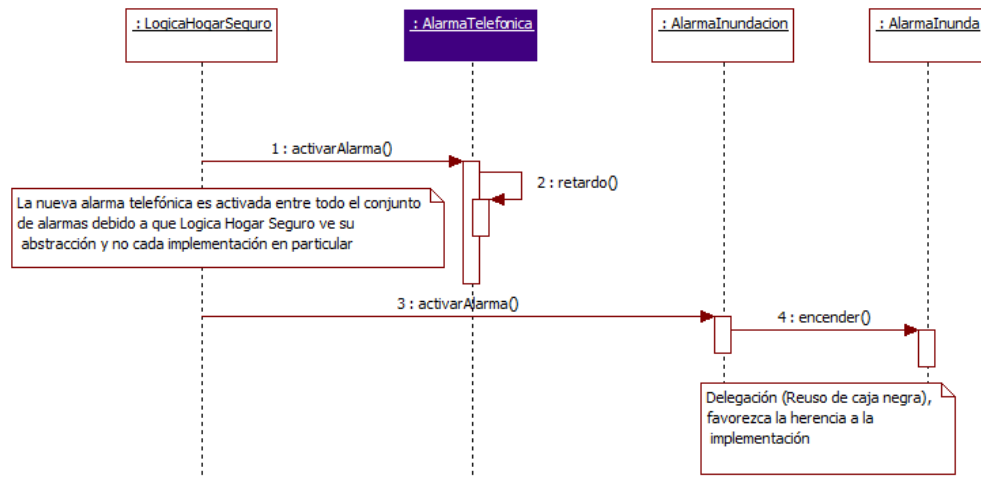 : LogicaHogarSeguro
: AlarmaTelefonica
: AlarmaInundacion
: AlarmaInunda
1 : activarAlarma()
2 : retardo()
La nueva alarma telefónica es activada entre todo el conjunto
de alarmas debido a que Logica Hogar Seguro ve su
abstracción y no cada implementación en particular
3 : activarAlarma()
4 : encender()
Delegación (Reuso de caja negra),
favorezca la herencia a la
implementación